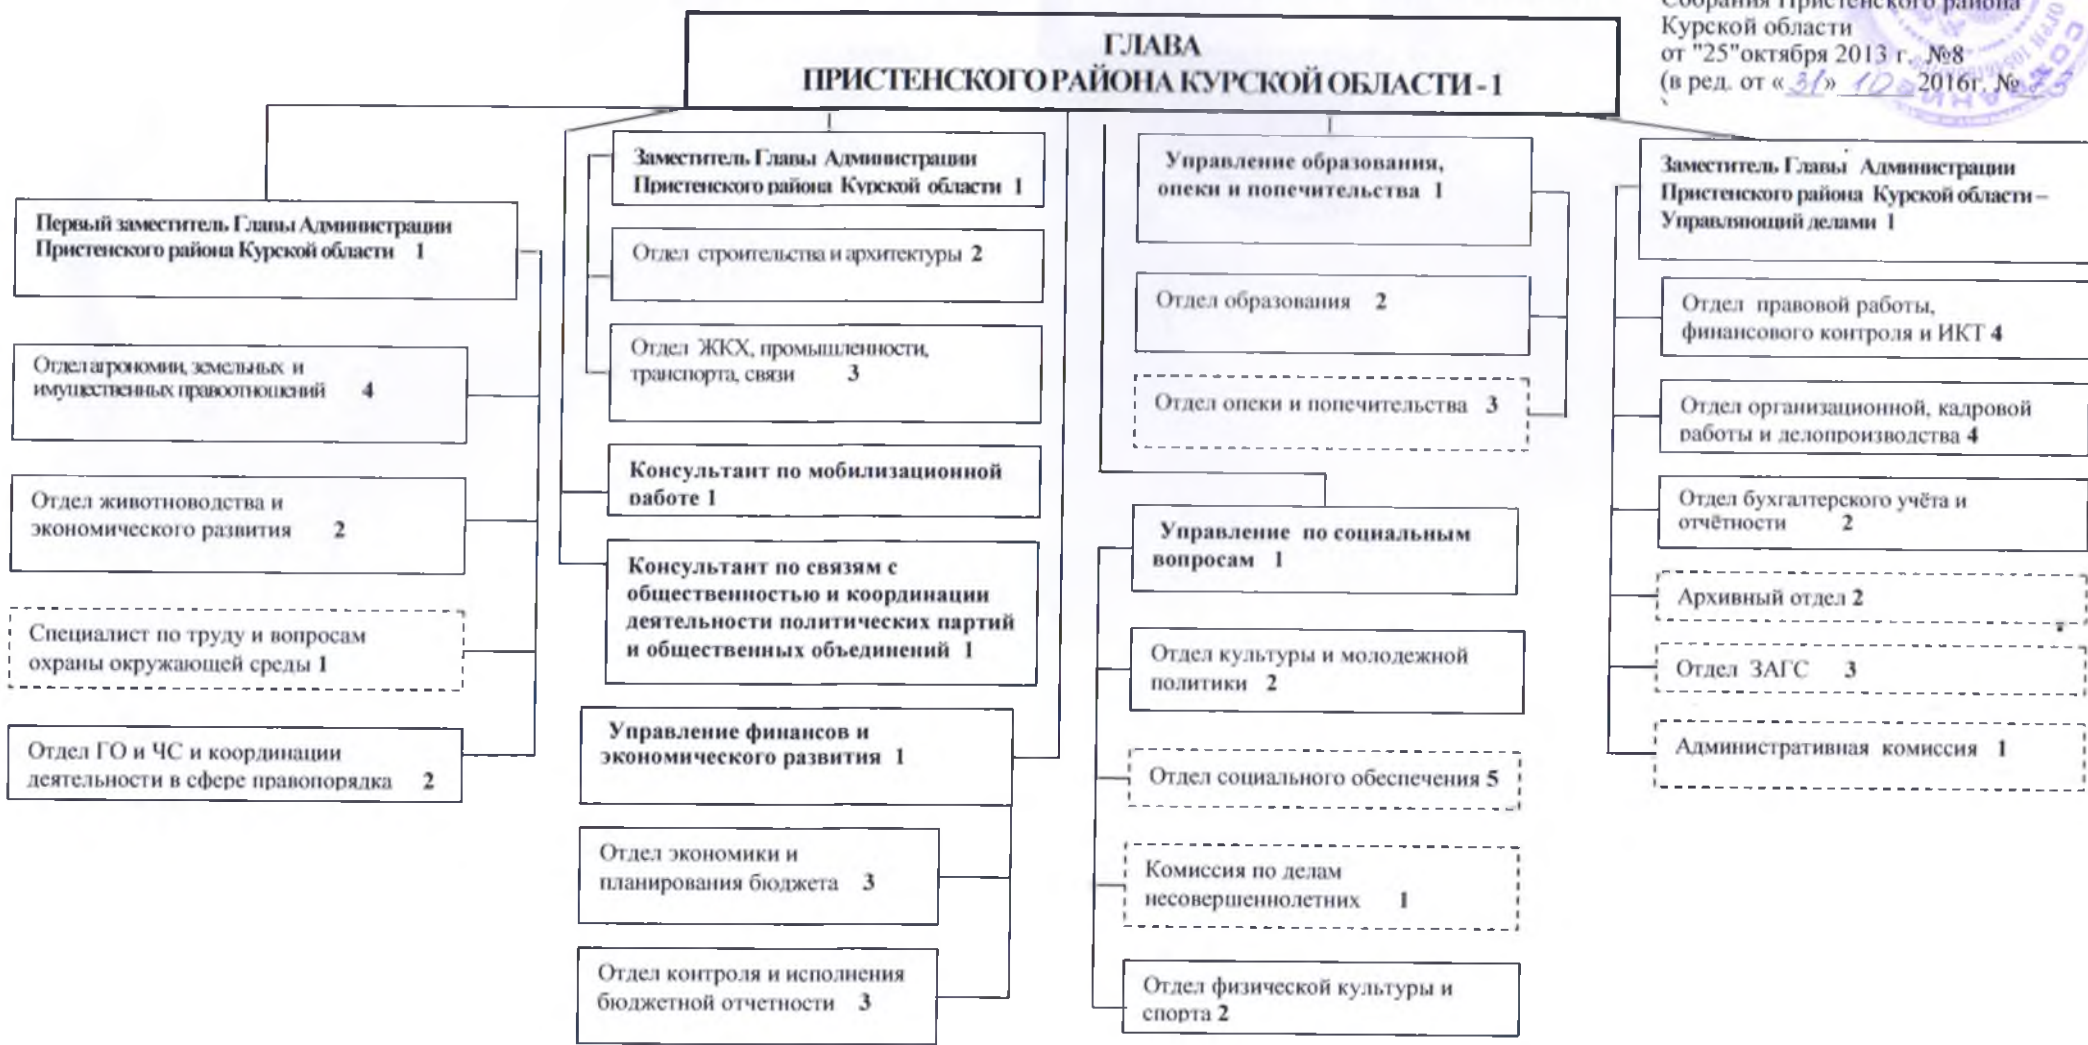 ГЛАВА
ПРИСТЕНСКОГО РАЙОНА КУРСКОЙ ОБЛАСТИ - 1
Собрания Пристенского района
Курской области
от "25"октября 2013 г. №8
(в ред. от «31» 10 2016г. №
Первый заместитель Главы Администрации
Пристенского района Курской области 1
Отдел агрономии, земельных и
имущественных правоотношений 4
Отдел животноводства и
экономического развития 2
Специалист по труду и вопросам
охраны окружающей среды 1
Отдел ГО и ЧС и координации
деятельности в сфере правопорядка 2
Заместитель Главы Администрации
Пристенского района Курской области 1
Отдел строительства и архитектуры 2
Отдел ЖКХ, промышленности,
транспорта, связи 3
Консультант по мобилизационной
работе 1
Консультант по связям с
общественностью и координации
деятельности политических партий
и общественных объединений 1
Управление финансов и
экономического развития 1
Отдел экономики и
планирования бюджета 3
Отдел контроля и исполнения
бюджетной отчетности 3
Управление образования,
опеки и попечительства 1
Отдел образования 2
Отдел опеки и попечительства 3
Управление по социальным
вопросам 1
Отдел культуры и молодежной
политики 2
Отдел социального обеспечения 5
Комиссия по делам
несовершеннолетних 1
Отдел физической культуры и
спорта 2
Заместитель Главы Администрации
Пристенского района Курской области –
Управляющий делами 1
Отдел правовой работы,
финансового контроля и ИКТ 4
Отдел организационной, кадровой
работы и делопроизводства 4
Отдел бухгалтерского учёта и
отчётности 2
Архивный отдел 2
Отдел ЗАГС 3
Административная комиссия 1